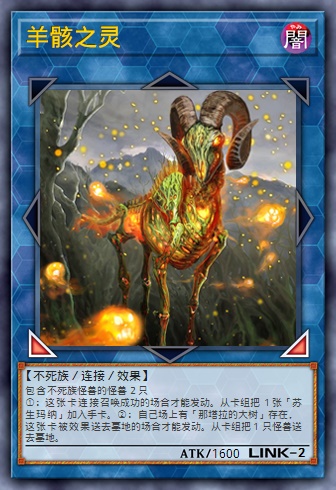 羊骸之灵
闇
【不死族／连接／效果】
包含不死族怪兽的怪兽２只
①：这张卡连接召唤成功的场合才能发动。从卡组把１张「苏
生玛纳」加入手卡。②：自己场上有「那塔拉的大树」存在，
这张卡被效果送去墓地的场合才能发动。从卡组把１只怪兽送
去墓地。
ATK/1600 LINK-2